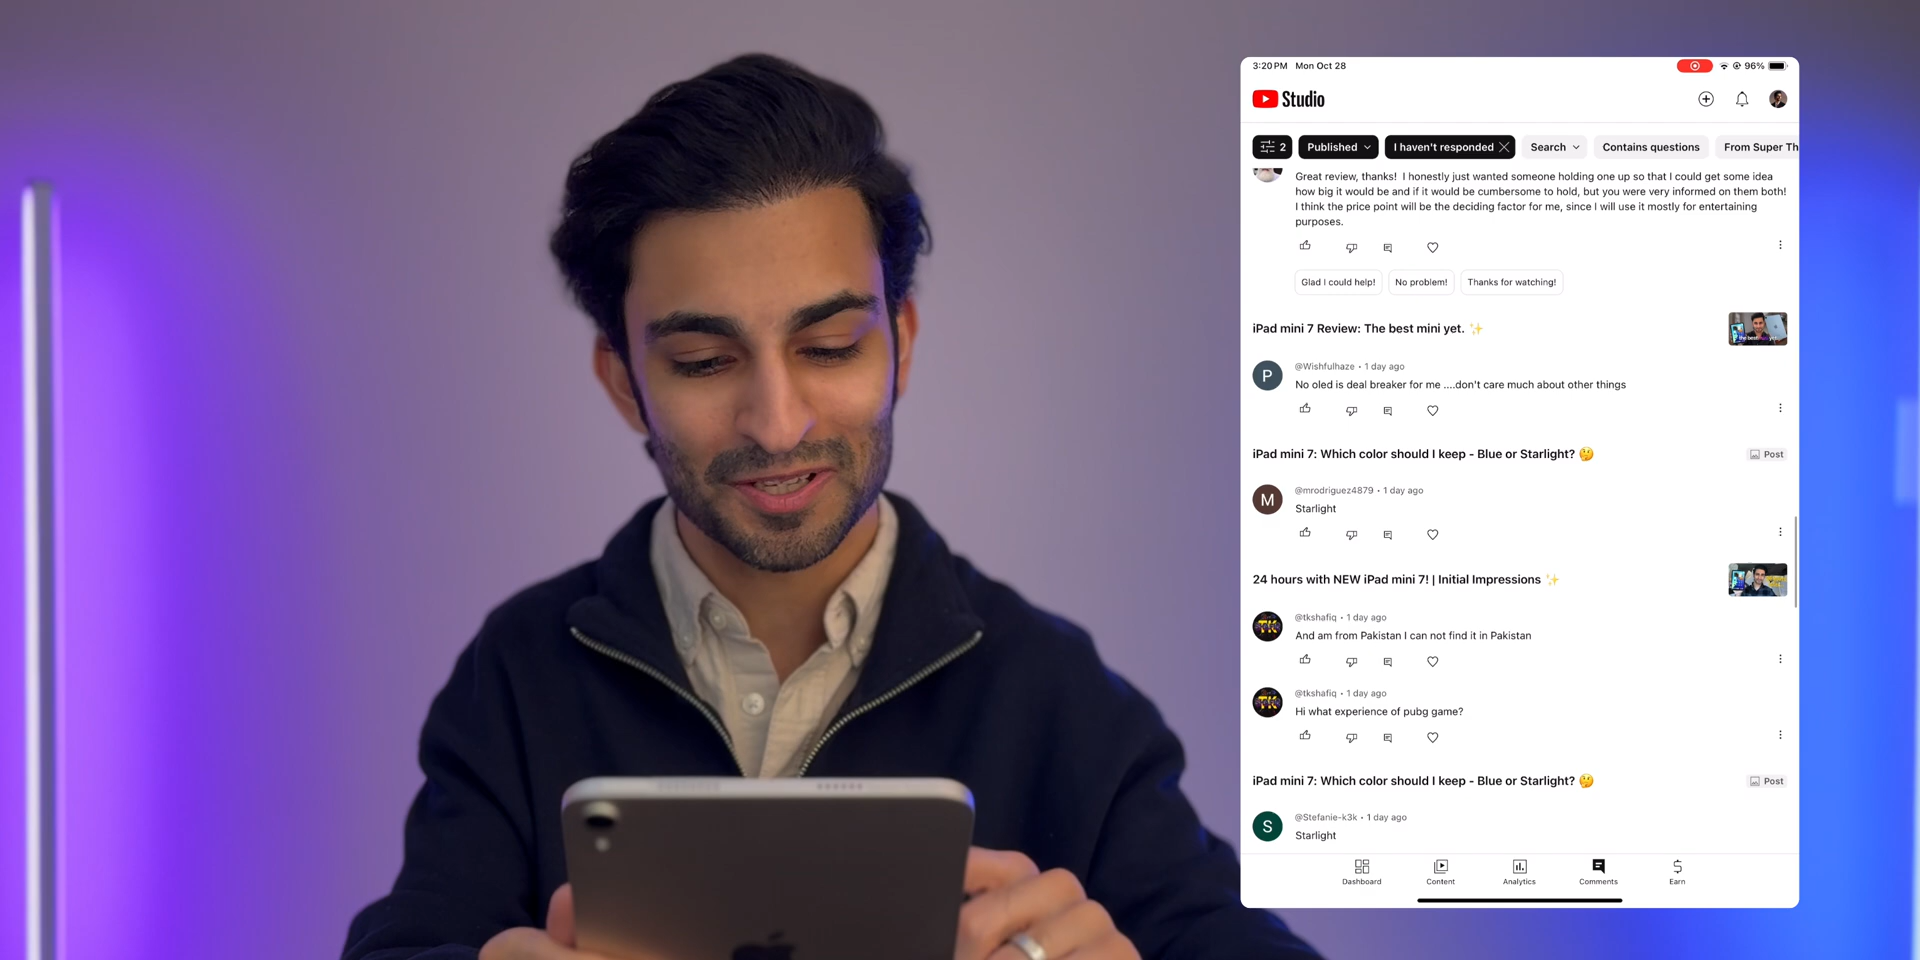 3:20 PM Mon Oct 28
96%
Studio
2
Published
I haven't responded
Search
Contains questions
From Super Th
Great review, thanks! I honestly just wanted someone holding one up so that I could get some idea
how big it would be and if it would be cumbersome to hold, but you were very informed on them both!
I think the price point will be the deciding factor for me, since I will use it mostly for entertaining
purposes.
Glad I could help!
No problem!
Thanks for watching!
iPad mini 7 Review: The best mini yet. ✨
P
@Wishfulhaze • 1 day ago
No oled is deal breaker for me ....don't care much about other things
iPad mini 7: Which color should I keep - Blue or Starlight? 🤔
Post
M
@mrodriguez4879 • 1 day ago
Starlight
24 hours with NEW iPad mini 7! | Initial Impressions ✨
TK
@tkshafiq • 1 day ago
And am from Pakistan I can not find it in Pakistan
TK
@tkshafiq • 1 day ago
Hi what experience of pubg game?
iPad mini 7: Which color should I keep - Blue or Starlight? 🤔
Post
S
@Stefanie-k3k • 1 day ago
Starlight
Dashboard
Content
Analytics
Comments
Earn